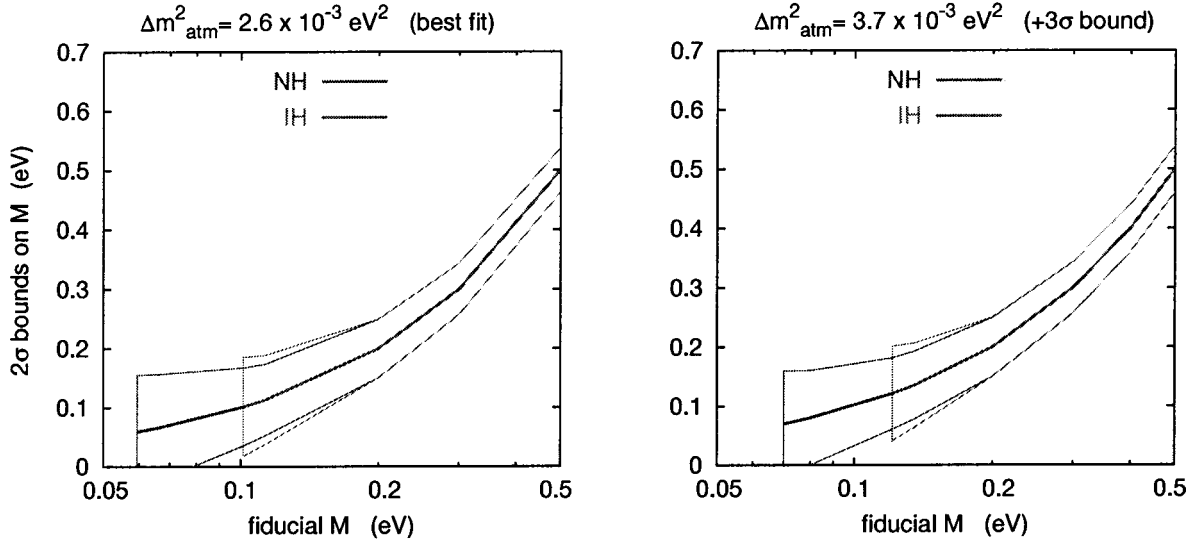 Δm²atm= 2.6 x 10⁻³ eV² (best fit)
0.7
0.6
0.5
0.4
0.3
0.2
0.1
0
2σ bounds on M (eV)
NH
IH
0.05 0.1 0.2 0.5
fiducial M (eV)
Δm²atm= 3.7 x 10⁻³ eV² (+3σ bound)
0.7
0.6
0.5
0.4
0.3
0.2
0.1
0
NH
IH
0.05 0.1 0.2 0.5
fiducial M (eV)